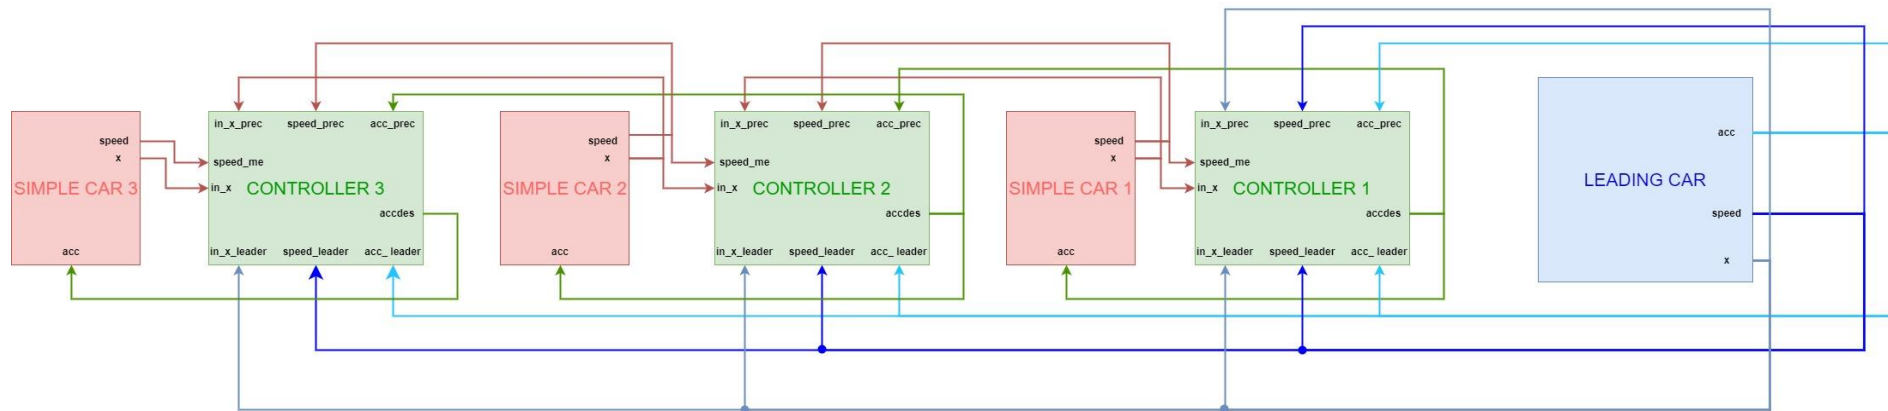 SIMPLE CAR 3
speed
x
acc
in_x_prec
speed_prec
acc_prec
speed_me
in_x
CONTROLLER 3
accdes
in_x_leader
speed_leader
acc_ leader
SIMPLE CAR 2
speed
x
acc
in_x_prec
speed_prec
acc_prec
speed_me
in_x
CONTROLLER 2
accdes
in_x_leader
speed_leader
acc_ leader
SIMPLE CAR 1
speed
x
acc
in_x_prec
speed_prec
acc_prec
speed_me
in_x
CONTROLLER 1
accdes
in_x_leader
speed_leader
acc_ leader
LEADING CAR
acc
speed
x